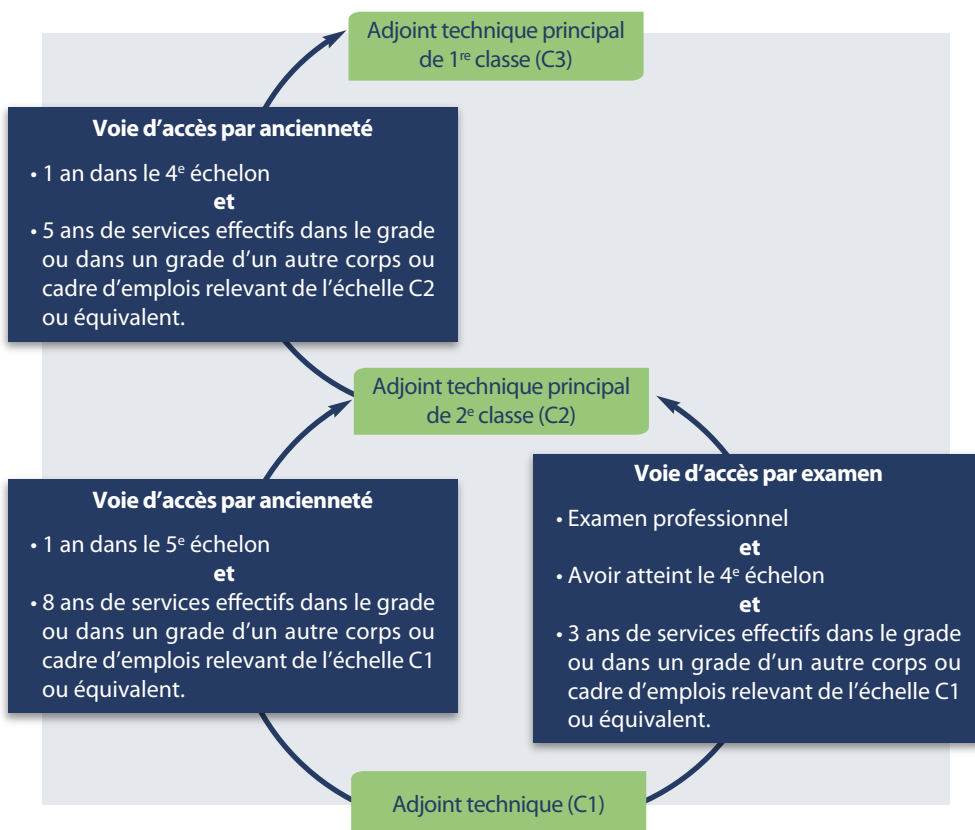 Adjoint technique principal
de 1re classe (C3)
Voie d’accès par ancienneté
• 1 an dans le 4e échelon
et
• 5 ans de services effectifs dans le grade
ou dans un grade d’un autre corps ou
cadre d’emplois relevant de l’échelle C2
ou équivalent.
Adjoint technique principal
de 2e classe (C2)
Voie d’accès par ancienneté
• 1 an dans le 5e échelon
et
• 8 ans de services effectifs dans le grade
ou dans un grade d’un autre corps ou
cadre d’emplois relevant de l’échelle C1
ou équivalent.
Voie d’accès par examen
• Examen professionnel
et
• Avoir atteint le 4e échelon
et
• 3 ans de services effectifs dans le grade
ou dans un grade d’un autre corps ou
cadre d’emplois relevant de l’échelle C1
ou équivalent.
Adjoint technique (C1)